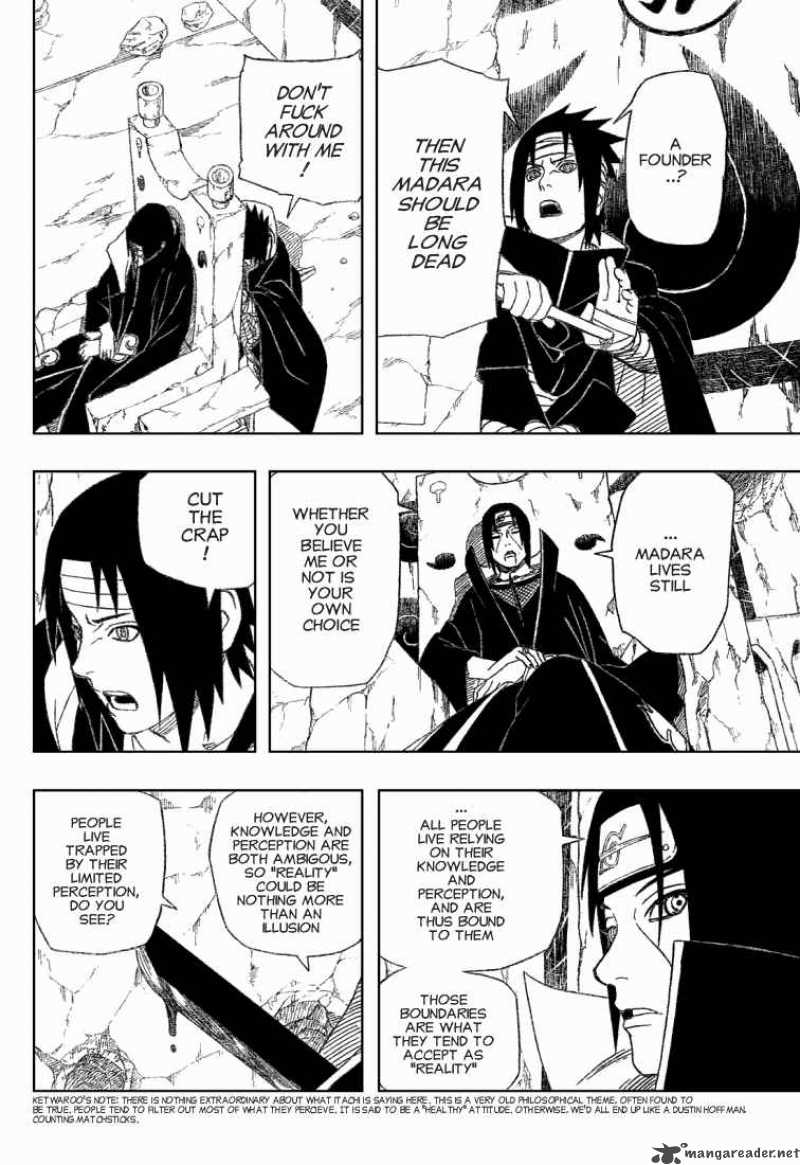 A
FOUNDER
..?
THEN
THIS
MADARA
SHOULD
BE
LONG
DEAD
DON'T
FUCK
AROUND
WITH ME
!
...
MADARA
LIVES
STILL
WHETHER
YOU
BELIEVE
ME OR
NOT IS
YOUR
OWN
CHOICE
CUT
THE
CRAP
!
...
ALL PEOPLE
LIVE RELYING
ON THEIR
KNOWLEDGE
AND
PERCEPTION,
AND ARE
THUS BOUND
TO THEM
THOSE
BOUNDARIES
ARE WHAT
THEY TEND
TO ACCEPT AS
"REALITY"
HOWEVER,
KNOWLEDGE AND
PERCEPTION ARE
BOTH AMBIGOUS,
SO "REALITY"
COULD BE
NOTHING MORE
THAN AN
ILLUSION
PEOPLE
LIVE
TRAPPED
BY THEIR
LIMITED
PERCEPTION,
DO YOU
SEE?
KETWAROO'S NOTE: THERE IS NOTHING EXTRAORDINARY ABOUT WHAT ITACHI IS SAYING HERE. THIS IS A VERY OLD PHILOSOPHICAL THEME, OFTEN FOUND TO
BE TRUE. PEOPLE TEND TO FILTER OUT MOST OF WHAT THEY PERCIEVE. IT IS SAID TO BE A "HEALTHY" ATTITUDE. OTHERWISE. WE'D ALL END UP LIKE A DUSTIN HOFFMAN.
COUNTING MATCHSTICKS.
mangareader.net